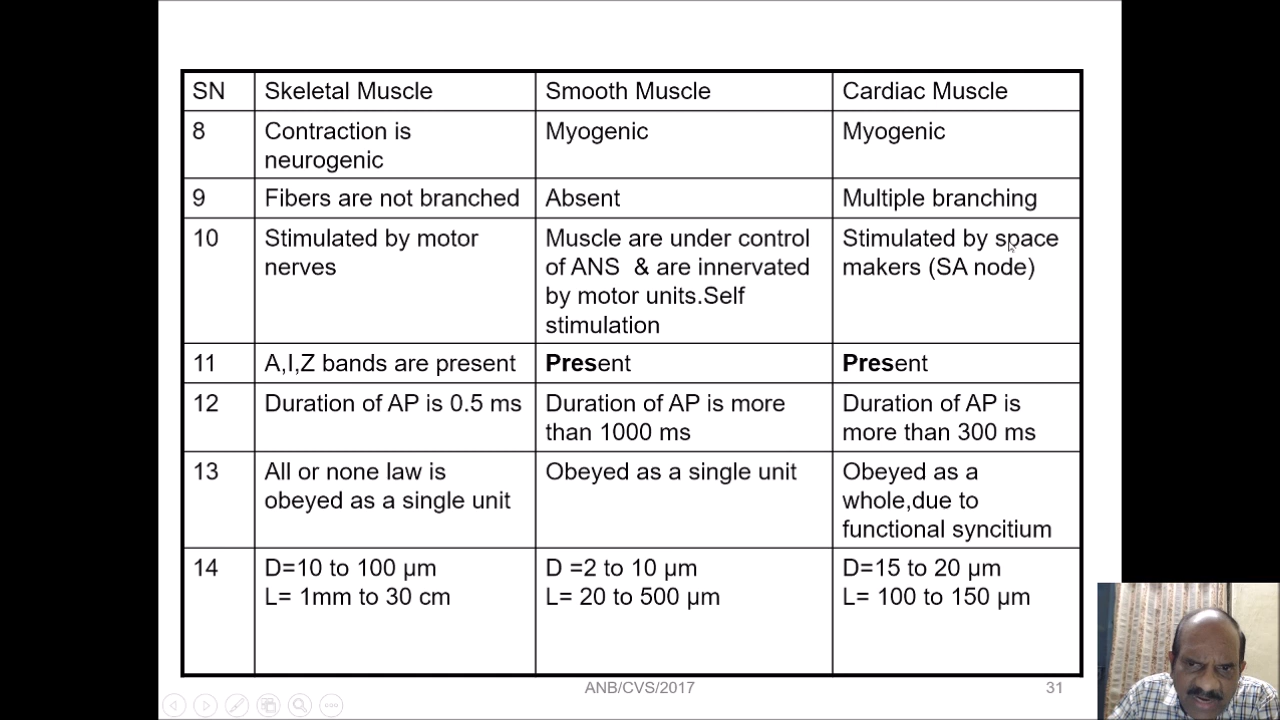 SN Skeletal Muscle Smooth Muscle Cardiac Muscle
8 Contraction is Myogenic Myogenic
neurogenic
9 Fibers are not branched Absent Multiple branching
10 Stimulated by motor Muscle are under control Stimulated by space
nerves of ANS & are innervated makers (SA node)
by motor units.Self
stimulation
11 A,I,Z bands are present Present Present
12 Duration of AP is 0.5 ms Duration of AP is more Duration of AP is
than 1000 ms more than 300 ms
13 All or none law is Obeyed as a single unit Obeyed as a
obeyed as a single unit whole,due to
functional syncitium
14 D=10 to 100 μm D =2 to 10 μm D=15 to 20 μm
L= 1mm to 30 cm L= 20 to 500 μm L= 100 to 150 μm
ANB/CVS/2017 31